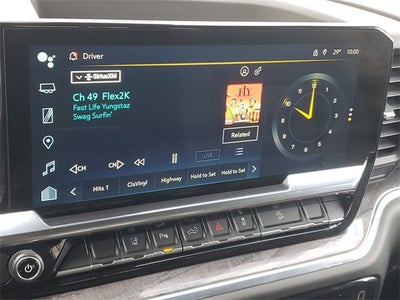 Driver
29°
10:00
SiriusXM
Ch 49 Flex2K
Fast Life Yungstaz
Swag Surfin'
Related
CH
CH
LIVE
Hits 1
ClsVinyl
Highway
Hold to Set
Hold to Set